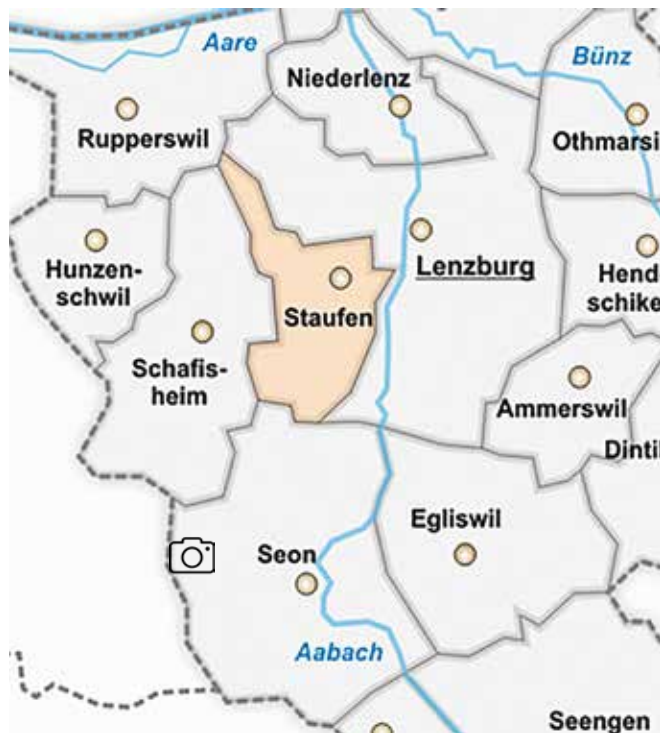 Aare
Bünz
Niederlenz
Rupperswil
Othmarsi
Hunzen-
schwil
Lenzburg
Hend
schike
Staufen
Schafis-
heim
Ammerswil
Dintil
Egliswil
Seon
Aabach
Seengen